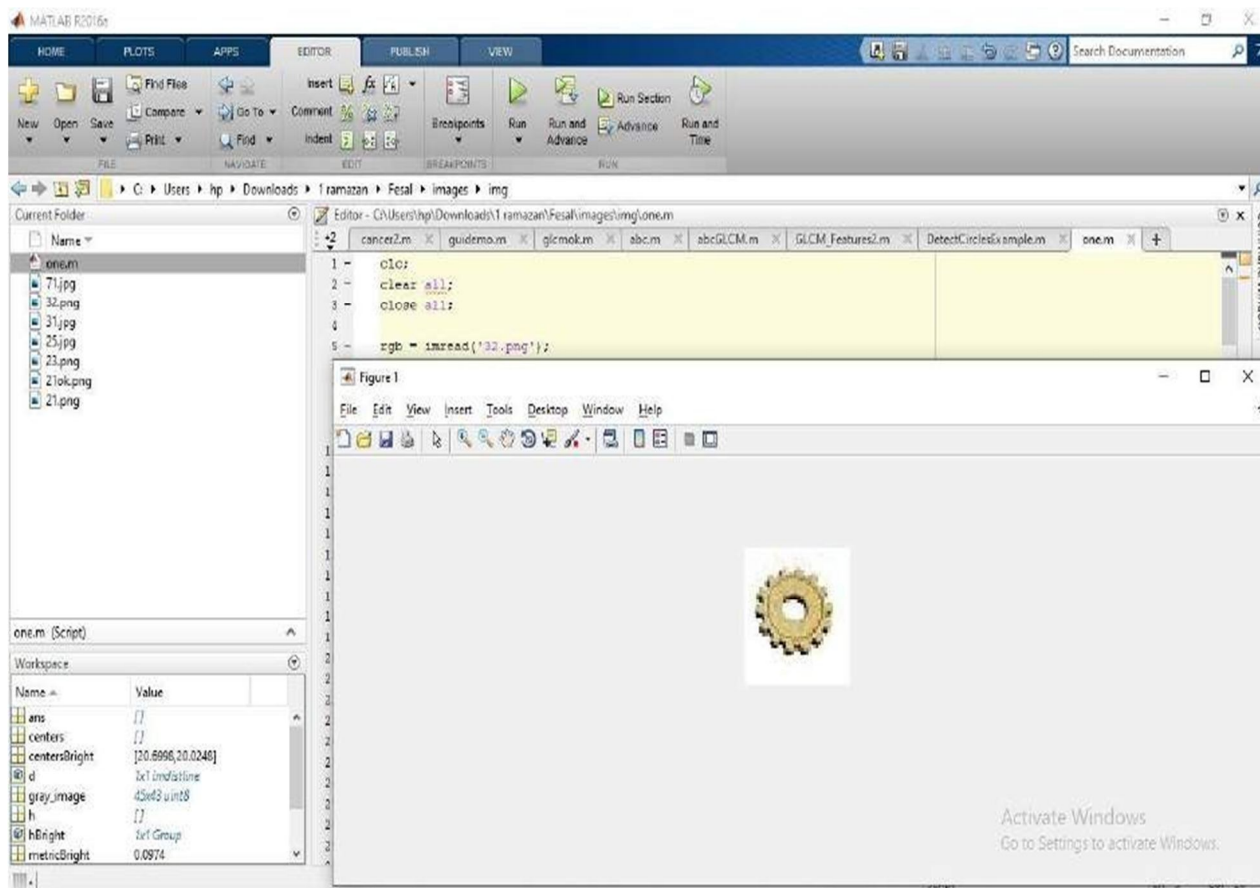 MATLAB R2016a
HOME PLOTS APPS EDITOR PUBLISH VIEW
Search Documentation
New Open Save
Find Files
Compare
Print
Go To
Find
Insert
Comment
Indent
fx
Breakpoints
Run
Run and Advance
Run Section
Advance
Run and Time
FILE NAVIGATE EDIT BREAKPOINTS RUN
C: Users hp Downloads 1 ramazan Fesal images img
Current Folder
Name
one.m
71.jpg
32.png
31.jpg
25.jpg
23.png
21ok.png
21.png
one.m (Script)
Workspace
Name Value
ans []
centers []
centersBright [20.6998,20.0248]
d 1x1 imdistline
gray_image 45x43 uint8
h []
hBright 1x1 Group
metricBright 0.0974
Editor - C:\Users\hp\Downloads\1 ramazan\Fesal\images\img\one.m
+2 cancer2.m guidemo.m glcmok.m abc.m abcGLCM.m GLCM_Features2.m DetectCirclesExample.m one.m +
1 - clc;
2 - clear all;
3 - close all;
4
5 - rgb = imread('32.png');
Figure 1
File Edit View Insert Tools Desktop Window Help
Activate Windows
Go to Settings to activate Windows.